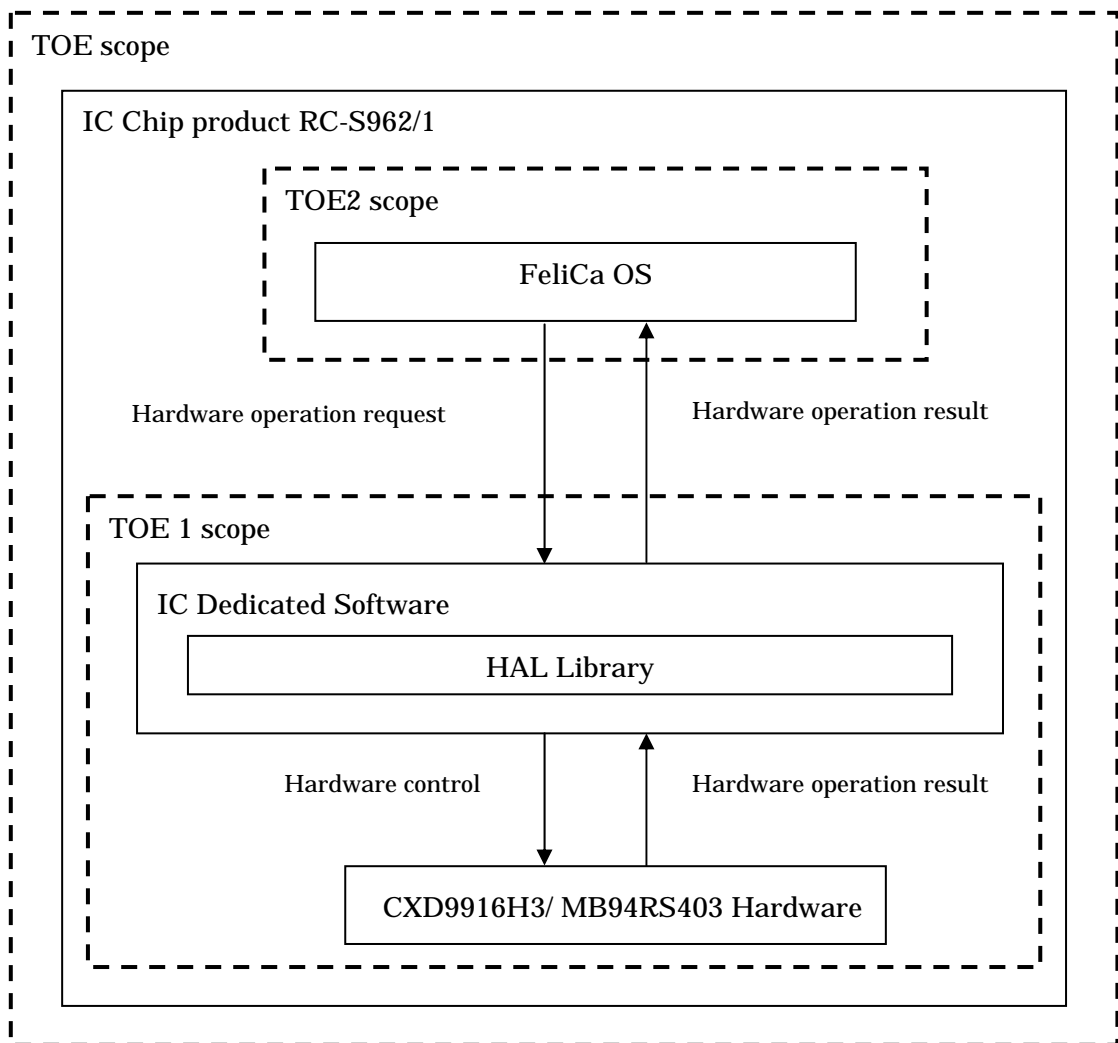 TOE scope
IC Chip product RC-S962/1
TOE2 scope
FeliCa OS
Hardware operation request
Hardware operation result
TOE 1 scope
IC Dedicated Software
HAL Library
Hardware control
Hardware operation result
CXD9916H3/ MB94RS403 Hardware